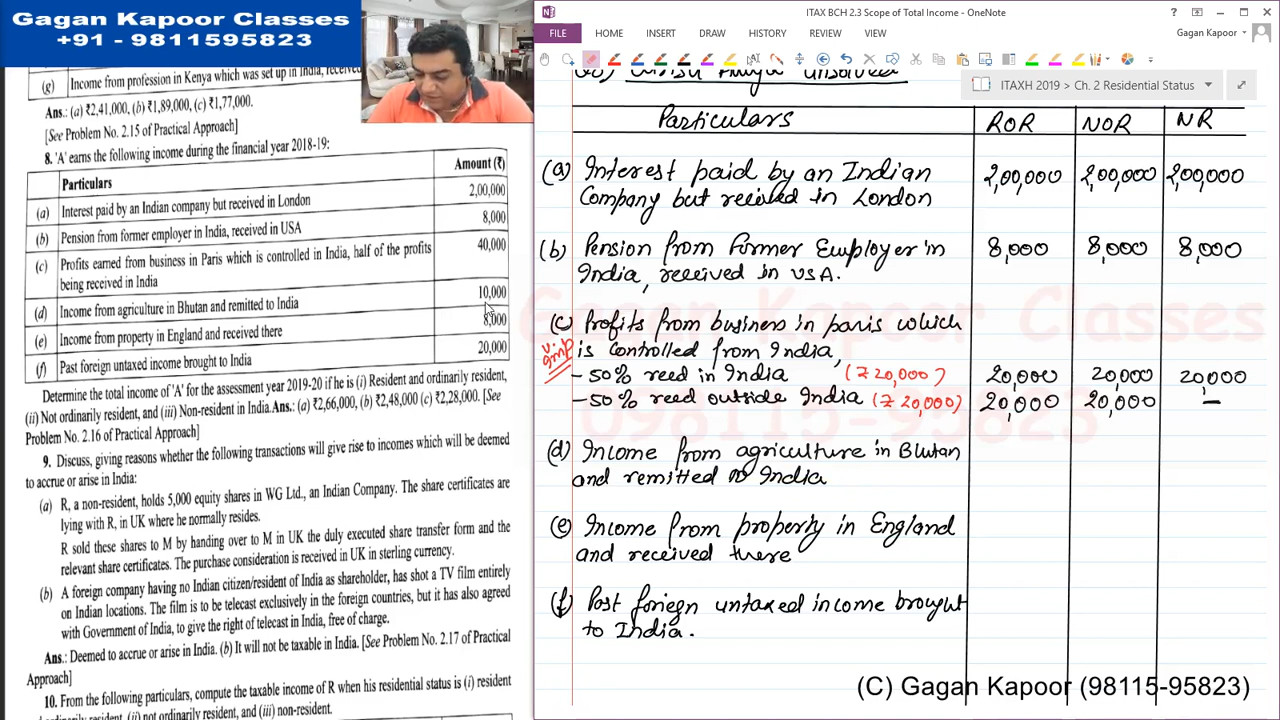 Gagan Kapoor Classes
+91 - 9811595823
(g) Income from profession in Kenya which was set up in India, received
Ans.: (a) ₹2,41,000, (b) ₹1,89,000, (c) ₹1,77,000.
[See Problem No. 2.15 of Practical Approach]
8. 'A' earns the following income during the financial year 2018-19:
Particulars Amount (₹)
(a) Interest paid by an Indian company but received in London 2,00,000
(b) Pension from former employer in India, received in USA 8,000
(c) Profits earned from business in Paris which is controlled in India, half of the profits 40,000
being received in India
(d) Income from agriculture in Bhutan and remitted to India 10,000
(e) Income from property in England and received there 8,000
(f) Past foreign untaxed income brought to India 20,000
Determine the total income of 'A' for the assessment year 2019-20 if he is (i) Resident and ordinarily resident,
(ii) Not ordinarily resident, and (iii) Non-resident in India. Ans.: (a) ₹2,66,000, (b) ₹2,48,000 (c) ₹2,28,000. [See
Problem No. 2.16 of Practical Approach]
9. Discuss, giving reasons whether the following transactions will give rise to incomes which will be deemed
to accrue or arise in India:
(a) R, a non-resident, holds 5,000 equity shares in WG Ltd., an Indian Company. The share certificates are
lying with R, in UK where he normally resides.
R sold these shares to M by handing over to M in UK the duly executed share transfer form and the
relevant share certificates. The purchase consideration is received in UK in sterling currency.
(b) A foreign company having no Indian citizen/resident of India as shareholder, has shot a TV film entirely
on Indian locations. The film is to be telecast exclusively in the foreign countries, but it has also agreed
with Government of India, to give the right of telecast in India, free of charge.
Ans.: Deemed to accrue or arise in India. (b) It will not be taxable in India. [See Problem No. 2.17 of Practical
Approach]
10. From the following particulars, compute the taxable income of R when his residential status is (i) resident
resident, (ii) not ordinarily resident, and (iii) non-resident.
ITAX BCH 2.3 Scope of Total Income - OneNote
FILE HOME INSERT DRAW HISTORY REVIEW VIEW
Gagan Kapoor
ITAXH 2019 > Ch. 2 Residential Status
Particulars ROR NOR NR
(a) Interest paid by an Indian 2,00,000 2,00,000 2,00,000
Company but received in London
(b) Pension from Former Employer in 8,000 8,000 8,000
India, received in USA.
(c) Profits from business in paris which
v.imp is controlled from India,
- 50% recd in India (₹ 20,000) 20,000 20,000 20,000
- 50% recd outside India (₹ 20,000) 20,000 20,000 -
(d) Income from agriculture in Bhutan
and remitted to India
(e) Income from property in England
and received there
(f) Past foriegn untaxed income brought
to India.
Gagan Kapoor Classes
98115-95823
(C) Gagan Kapoor (98115-95823)